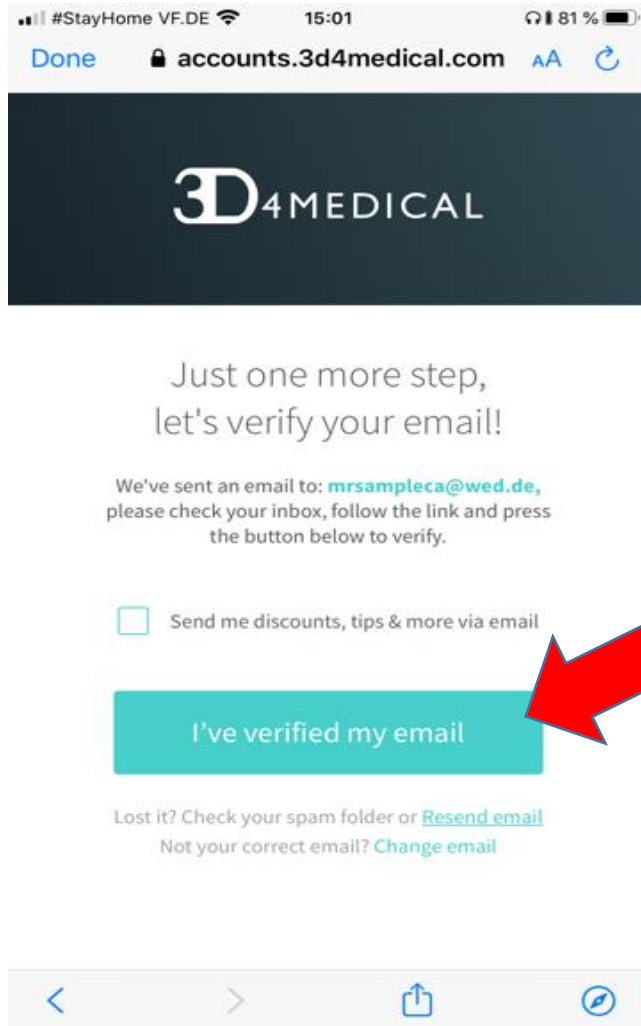 #StayHome VF.DE 15:01 81 %
Done accounts.3d4medical.com AA
3D4MEDICAL
Just one more step,
let's verify your email!
We've sent an email to: mrsampleca@wed.de,
please check your inbox, follow the link and press
the button below to verify.
Send me discounts, tips & more via email
I've verified my email
Lost it? Check your spam folder or Resend email
Not your correct email? Change email